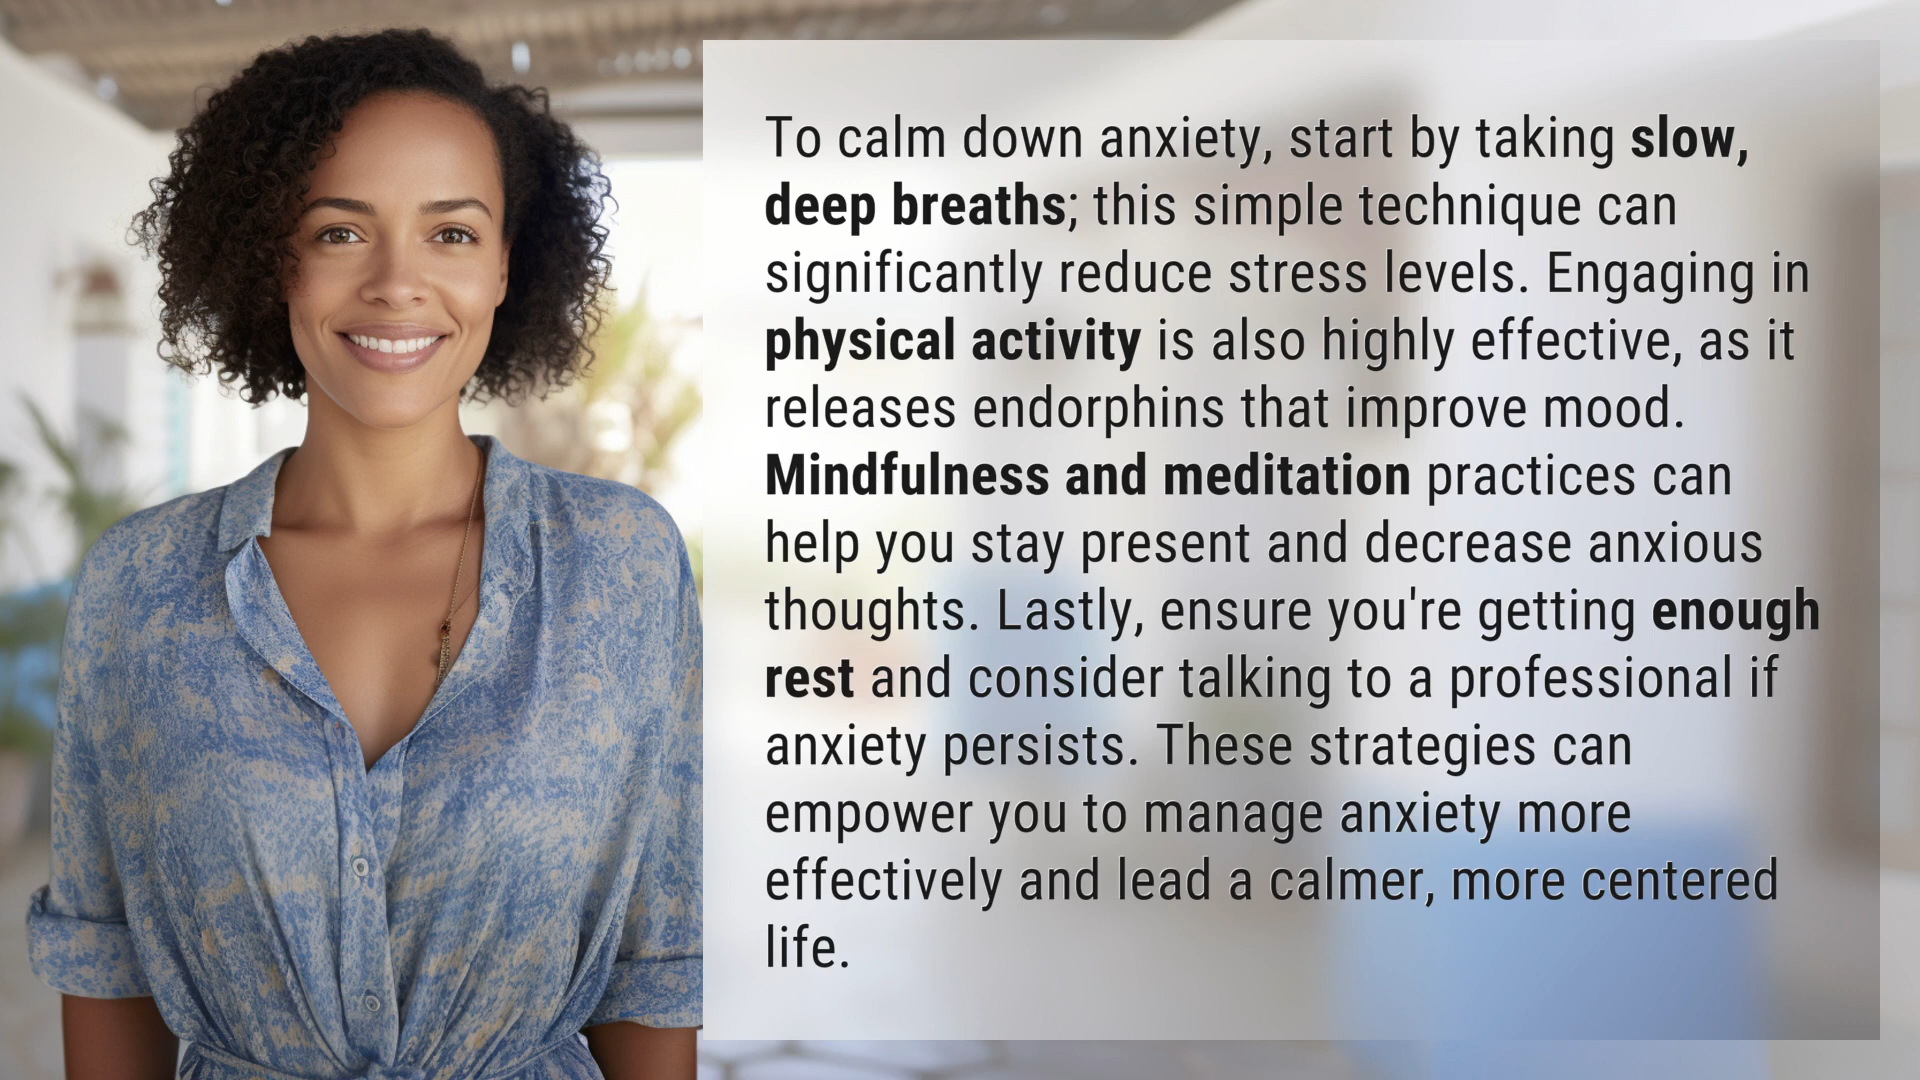 To calm down anxiety, start by taking slow,
deep breaths; this simple technique can
significantly reduce stress levels. Engaging in
physical activity is also highly effective, as it
releases endorphins that improve mood.
Mindfulness and meditation practices can
help you stay present and decrease anxious
thoughts. Lastly, ensure you're getting enough
rest and consider talking to a professional if
anxiety persists. These strategies can
empower you to manage anxiety more
effectively and lead a calmer, more centered
life.